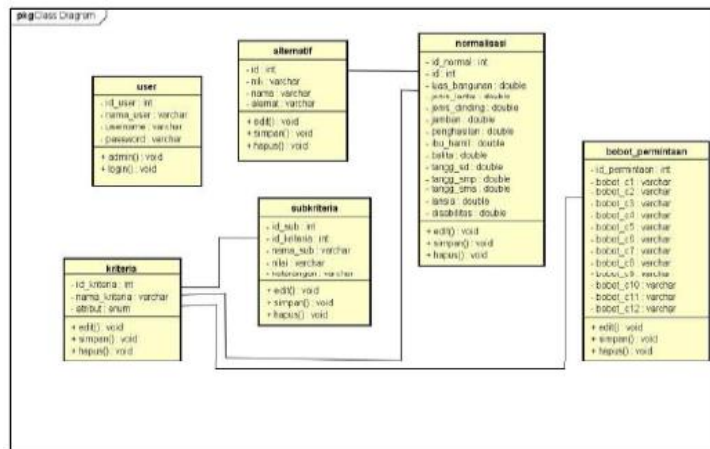 pkg Class Diagram
user
- id_user : int
- nama_user : varchar
- username : varchar
- password : varchar
+ admin() : void
+ login() : void
alternatif
- id : int
- nik : varchar
- nama : varchar
- alamat : varchar
+ edit() : void
+ simpan() : void
+ hapus() : void
normalisasi
- id_normal : int
- id : int
- luas_bangunan : double
- jenis_lantai : double
- jenis_dinding : double
- jamban : double
- penghasilan : double
- ibu_hamil : double
- balita : double
- tangg_sd : double
- tangg_smp : double
- tangg_sma : double
- lansia : double
- disabilitas : double
+ edit() : void
+ simpan() : void
+ hapus() : void
bobot_permintaan
- id_permintaan : int
- bobot_c1 : varchar
- bobot_c2 : varchar
- bobot_c3 : varchar
- bobot_c4 : varchar
- bobot_c5 : varchar
- bobot_c6 : varchar
- bobot_c7 : varchar
- bobot_c8 : varchar
- bobot_c9 : varchar
- bobot_c10 : varchar
- bobot_c11 : varchar
- bobot_c12 : varchar
+ edit() : void
+ simpan() : void
+ hapus() : void
subkriteria
- id_sub : int
- id_kriteria : int
- nama_sub : varchar
- nilai : varchar
- keterangan : varchar
+ edit() : void
+ simpan() : void
+ hapus() : void
kriteria
- id_kriteria : int
- nama_kriteria : varchar
- atribut : enum
+ edit() : void
+ simpan() : void
+ hapus() : void